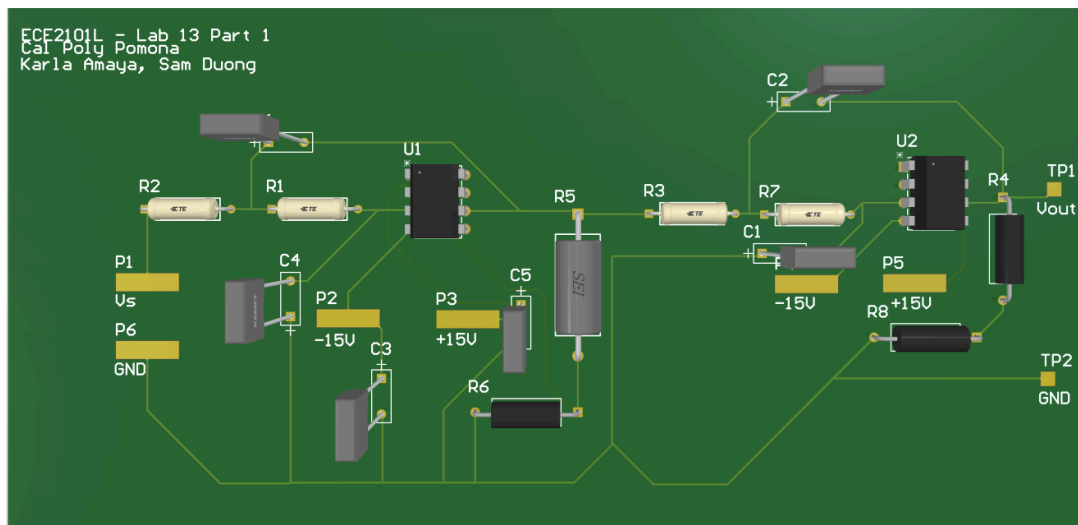 ECE2101L - Lab 13 Part 1
Cal Poly Pomona
Karla Amaya, Sam Duong
C2
U1
U2
R2
R1
R5
R3
R7
R4
TP1
Vout
C1
P1
Vs
C4
P2
-15V
P3
+15V
C5
SEI
-15V
P5
+15V
P6
GND
C3
R6
R8
TP2
GND